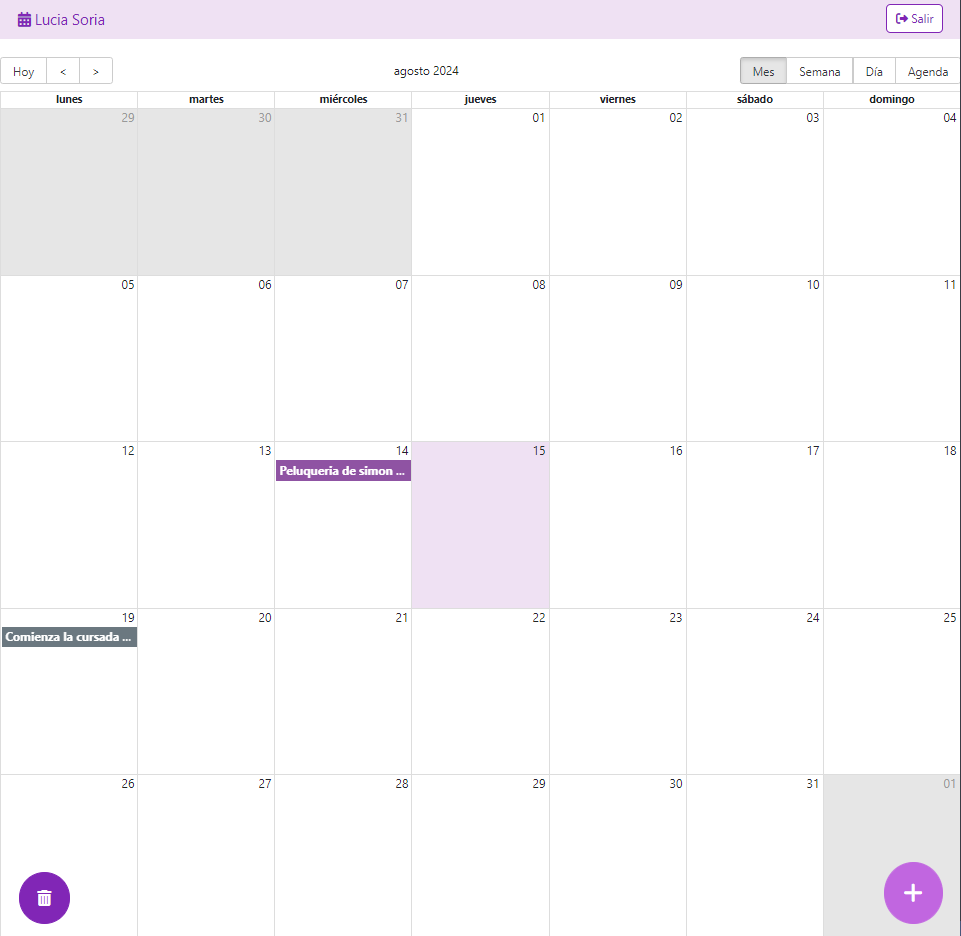 Lucia Soria
Salir
Hoy < > agosto 2024 Mes Semana Día Agenda
lunes martes miércoles jueves viernes sábado domingo
29 30 31 01 02 03 04
05 06 07 08 09 10 11
12 13 14 15 16 17 18
Peluqueria de simon ...
19 20 21 22 23 24 25
Comienza la cursada ...
26 27 28 29 30 31 01
+